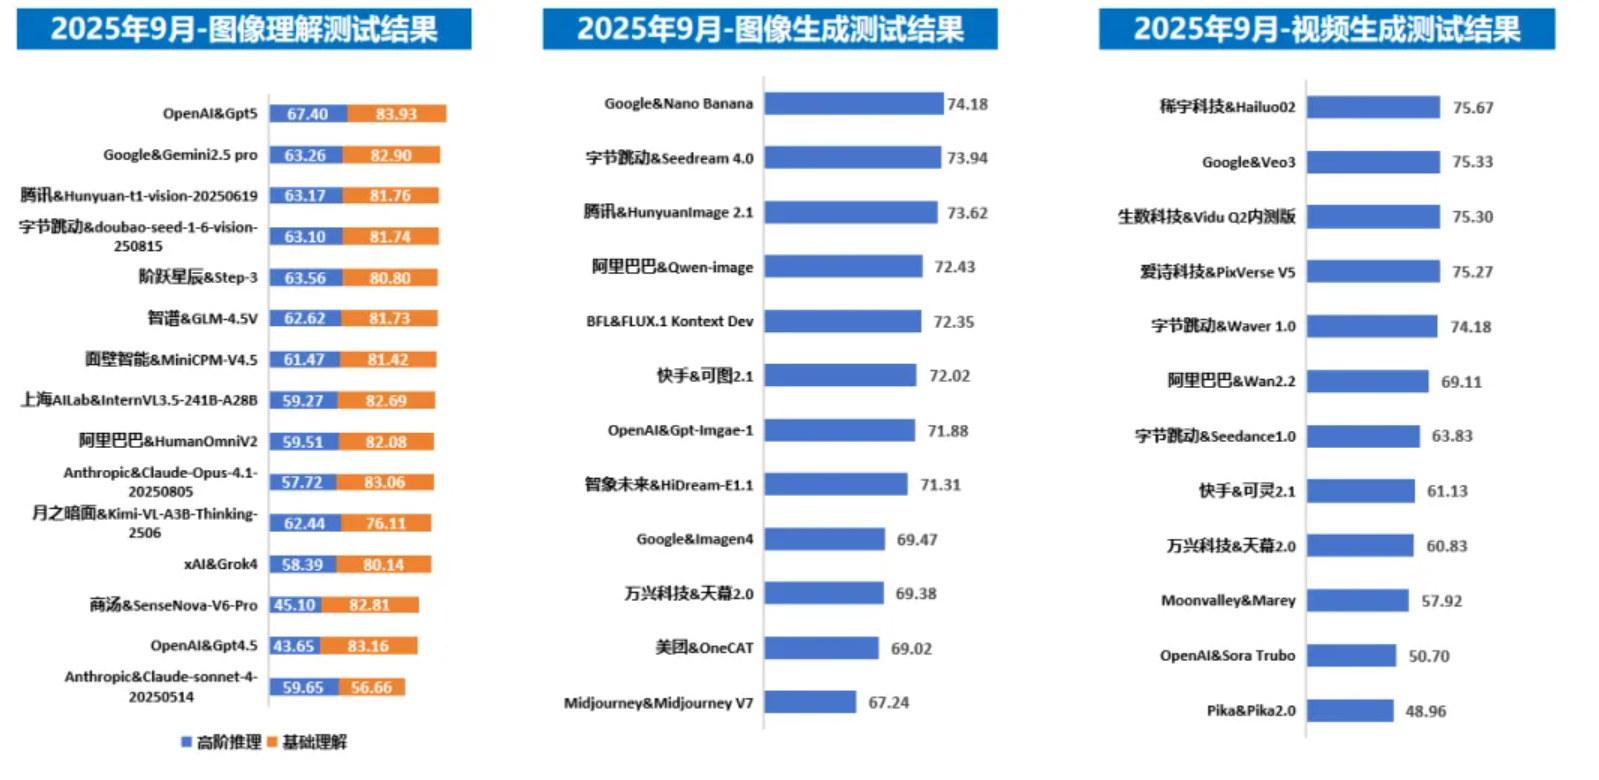 2025年9月-图像理解测试结果
OpenAI&Gpt5 67.40 83.93
Google&Gemini2.5 pro 63.26 82.90
腾讯&Hunyuan-t1-vision-20250619 63.17 81.76
字节跳动&doubao-seed-1-6-vision-
250815 63.10 81.74
阶跃星辰&Step-3 63.56 80.80
智谱&GLM-4.5V 62.62 81.73
面壁智能&MiniCPM-V4.5 61.47 81.42
上海AILab&InternVL3.5-241B-A28B 59.27 82.69
阿里巴巴&HumanOmniV2 59.51 82.08
Anthropic&Claude-Opus-4.1-
20250805 57.72 83.06
月之暗面&Kimi-VL-A3B-Thinking-
2506 62.44 76.11
xAI&Grok4 58.39 80.14
商汤&SenseNova-V6-Pro 45.10 82.81
OpenAI&Gpt4.5 43.65 83.16
Anthropic&Claude-sonnet-4-
20250514 59.65 56.66
高阶推理 基础理解
2025年9月-图像生成测试结果
Google&Nano Banana 74.18
字节跳动&Seedream 4.0 73.94
腾讯&HunyuanImage 2.1 73.62
阿里巴巴&Qwen-image 72.43
BFL&FLUX.1 Kontext Dev 72.35
快手&可图2.1 72.02
OpenAI&Gpt-Imgae-1 71.88
智象未来&HiDream-E1.1 71.31
Google&Imagen4 69.47
万兴科技&天幕2.0 69.38
美团&OneCAT 69.02
Midjourney&Midjourney V7 67.24
2025年9月-视频生成测试结果
稀宇科技&Hailuo02 75.67
Google&Veo3 75.33
生数科技&Vidu Q2内测版 75.30
爱诗科技&PixVerse V5 75.27
字节跳动&Waver 1.0 74.18
阿里巴巴&Wan2.2 69.11
字节跳动&Seedance1.0 63.83
快手&可灵2.1 61.13
万兴科技&天幕2.0 60.83
Moonvalley&Marey 57.92
OpenAI&Sora Trubo 50.70
Pika&Pika2.0 48.96